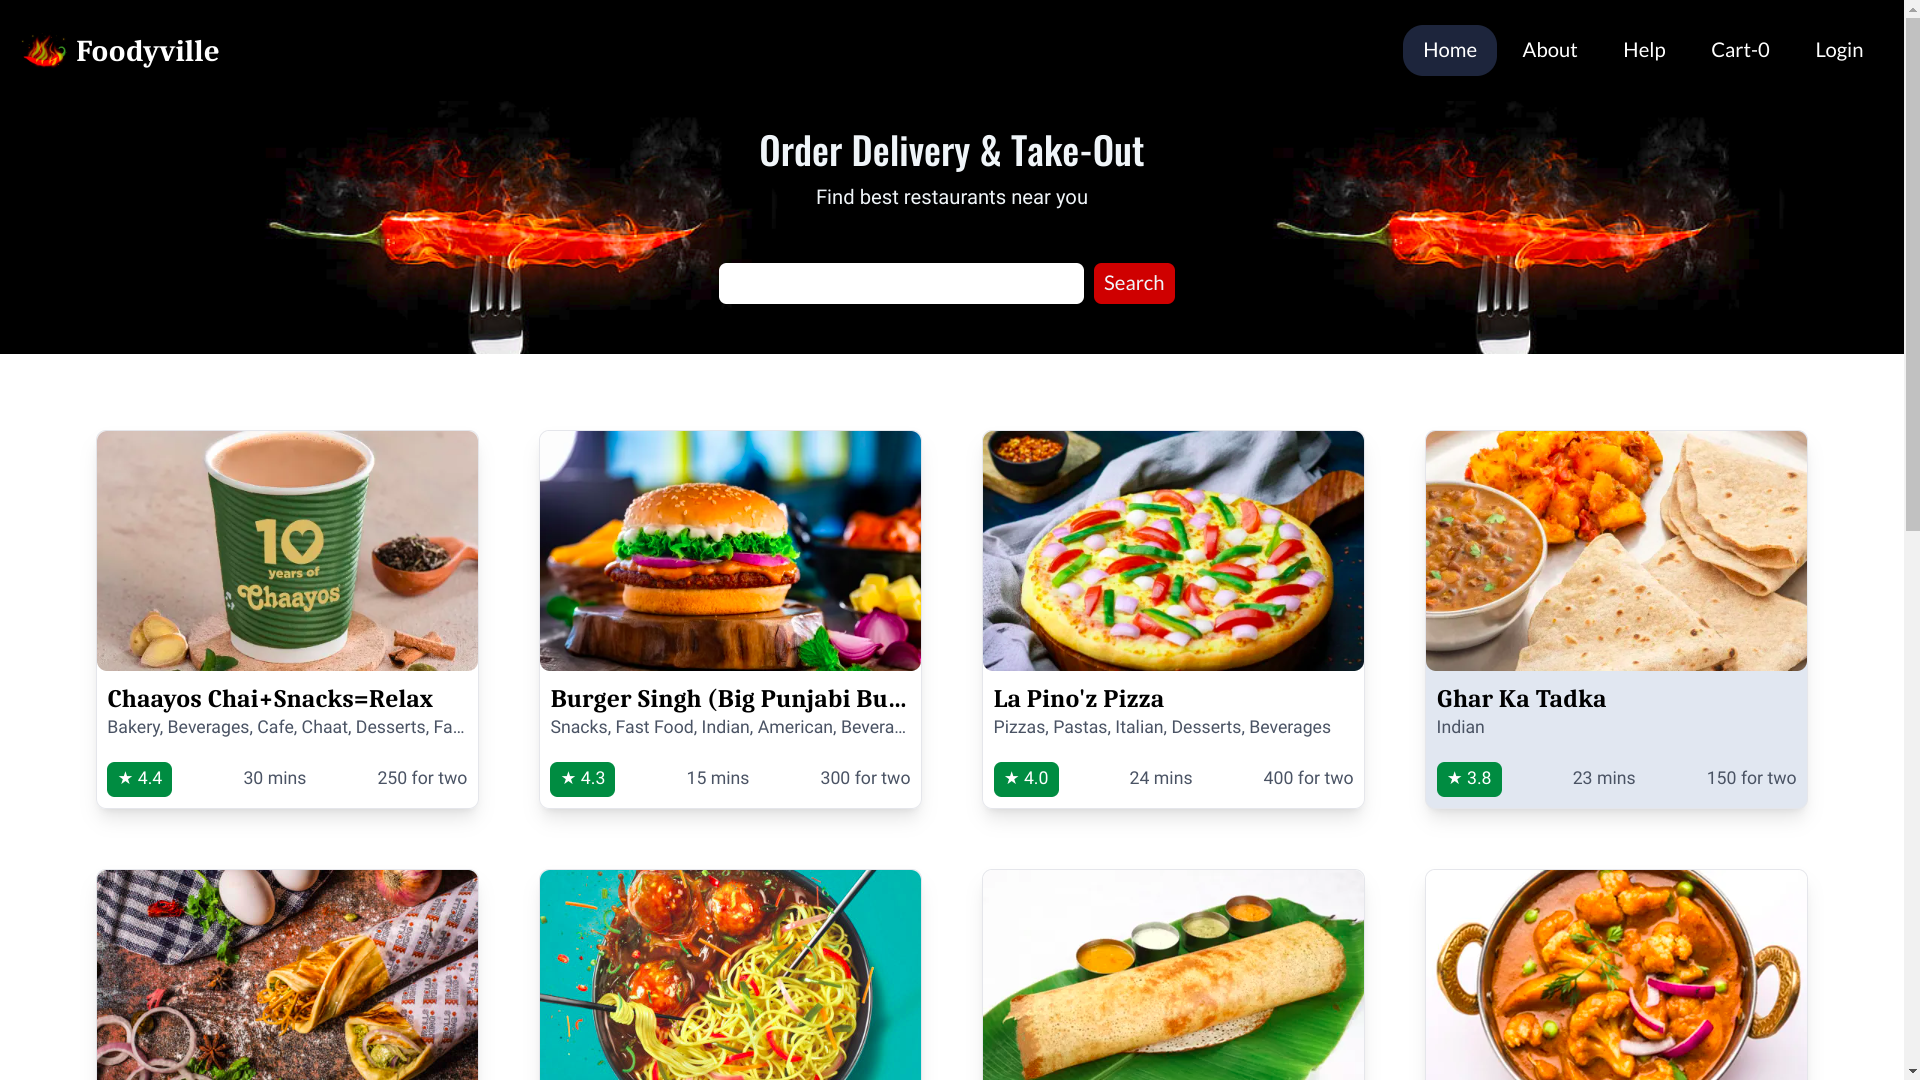 Foodyville
Home
About
Help
Cart-0
Login
Order Delivery & Take-Out
Find best restaurants near you
Search
10
years of
Chaayos
Chaayos Chai+Snacks=Relax
Bakery, Beverages, Cafe, Chaat, Desserts, Fa...
★ 4.4
30 mins
250 for two
Burger Singh (Big Punjabi Bu...
Snacks, Fast Food, Indian, American, Bevera...
★ 4.3
15 mins
300 for two
La Pino'z Pizza
Pizzas, Pastas, Italian, Desserts, Beverages
★ 4.0
24 mins
400 for two
Ghar Ka Tadka
Indian
★ 3.8
23 mins
150 for two